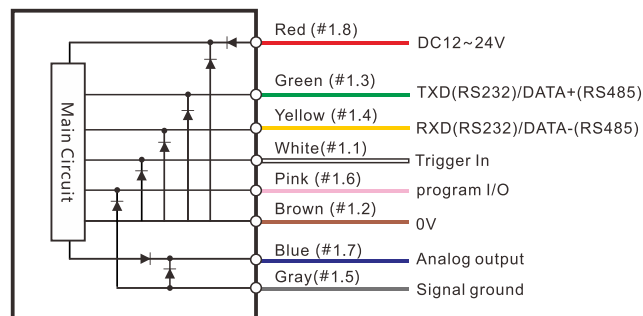 Main Circuit
Red (#1.8)
DC12~24V
Green (#1.3)
TXD(RS232)/DATA+(RS485)
Yellow (#1.4)
RXD(RS232)/DATA-(RS485)
White(#1.1)
Trigger In
Pink (#1.6)
program I/O
Brown (#1.2)
0V
Blue (#1.7)
Analog output
Gray(#1.5)
Signal ground